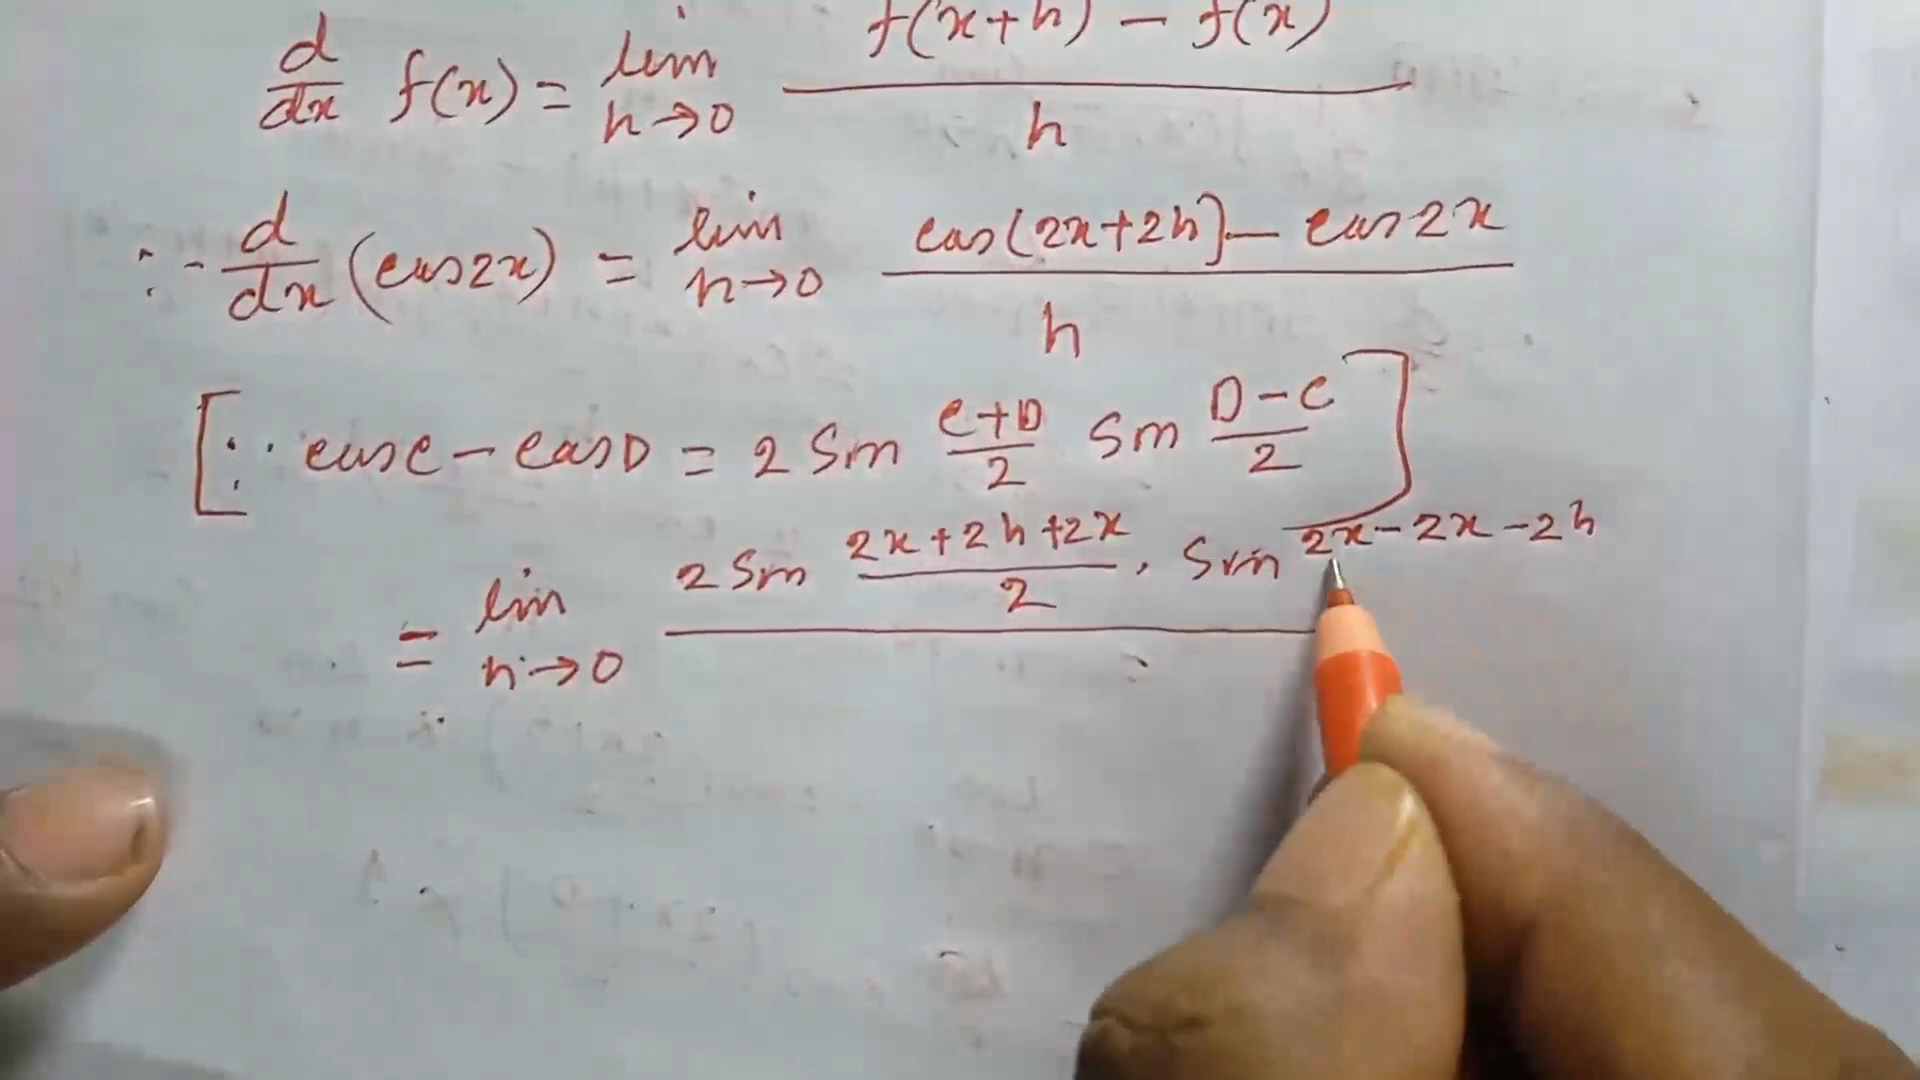 d/dx f(x) = lim h→0 f(x+h) − f(x) / h
∴ d/dx (cos2x) = lim h→0 cos(2x+2h) − cos2x / h
[∵ cosC − cosD = 2 Sin C+D/2 Sin D−C/2]
= lim h→0 2 Sin 2x+2h+2x/2 . Sin 2x−2x−2h